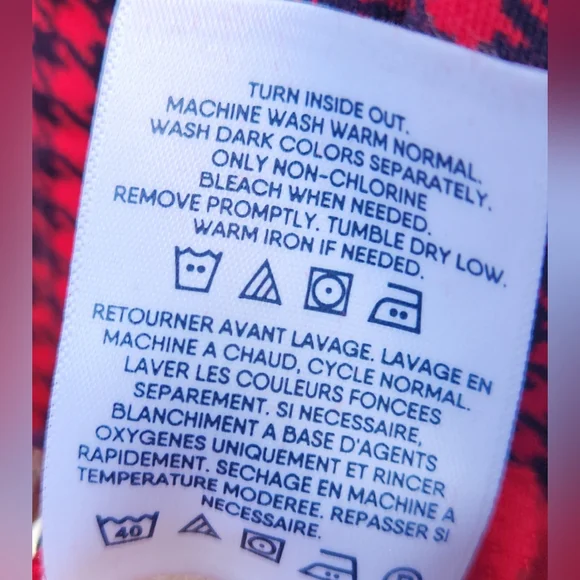 TURN INSIDE OUT.
MACHINE WASH WARM NORMAL.
WASH DARK COLORS SEPARATELY.
ONLY NON-CHLORINE
BLEACH WHEN NEEDED.
REMOVE PROMPTLY. TUMBLE DRY LOW.
WARM IRON IF NEEDED.
RETOURNER AVANT LAVAGE. LAVAGE EN
MACHINE A CHAUD, CYCLE NORMAL.
LAVER LES COULEURS FONCEES
SEPAREMENT. SI NECESSAIRE,
BLANCHIMENT A BASE D'AGENTS
OXYGENES UNIQUEMENT ET RINCER
RAPIDEMENT. SECHAGE EN MACHINE A
TEMPERATURE MODEREE. REPASSER SI
NECESSAIRE.
40